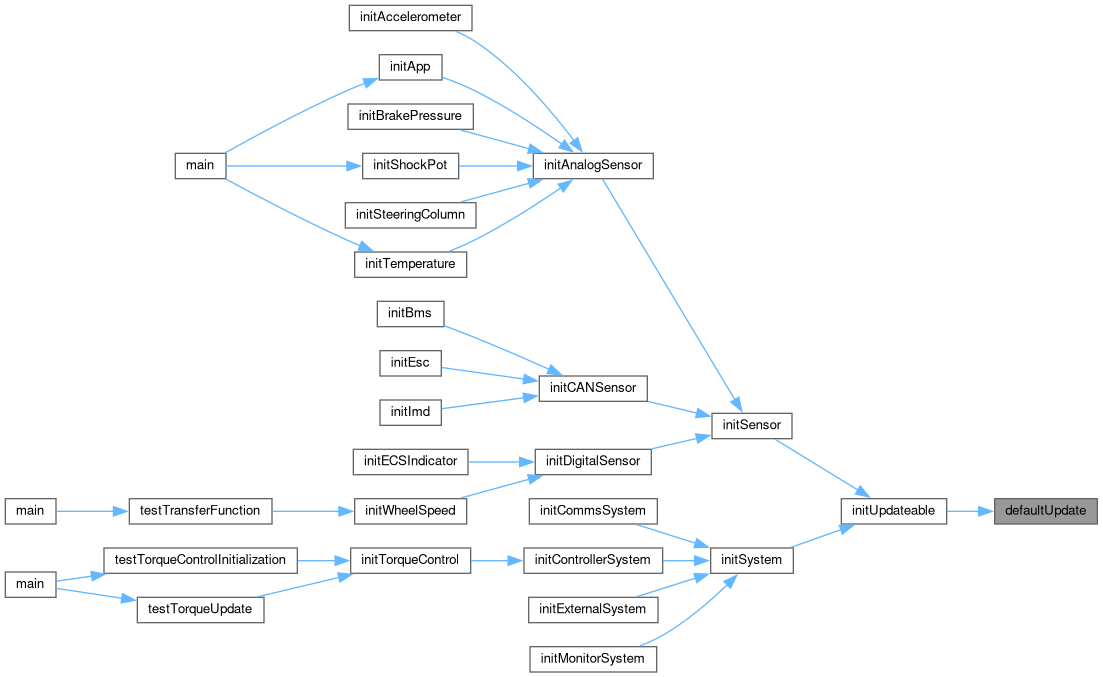 initAccelerometer
initApp
initBrakePressure
main
initShockPot
initAnalogSensor
initSteeringColumn
initTemperature
initBms
initEsc
initCANSensor
initImd
initSensor
initECSIndicator
initDigitalSensor
main
testTransferFunction
initWheelSpeed
initCommsSystem
initUpdateable
defaultUpdate
testTorqueControlInitialization
initTorqueControl
initControllerSystem
initSystem
main
testTorqueUpdate
initExternalSystem
initMonitorSystem